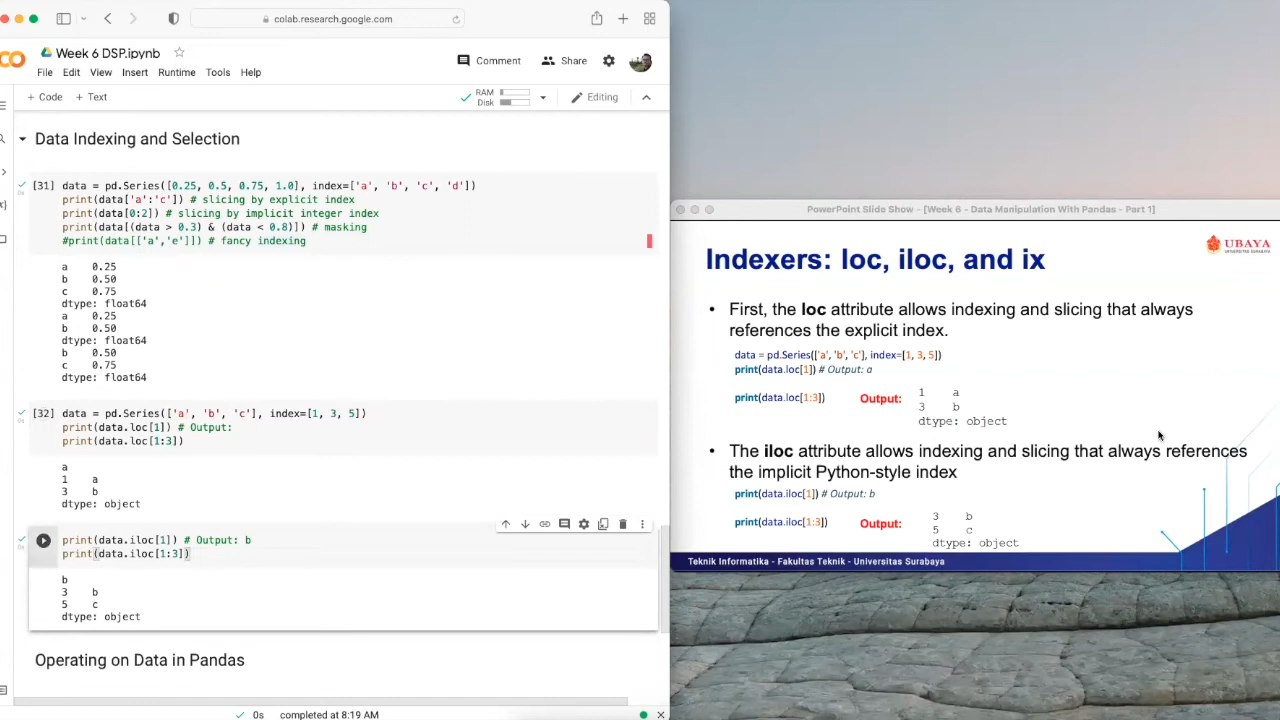 colab.research.google.com
Week 6 DSP.ipynb
Comment
Share
File Edit View Insert Runtime Tools Help
+ Code + Text
RAM
Disk
Editing
Data Indexing and Selection
[31] data = pd.Series([0.25, 0.5, 0.75, 1.0], index=['a', 'b', 'c', 'd'])
print(data['a':'c']) # slicing by explicit index
print(data[0:2]) # slicing by implicit integer index
print(data[(data > 0.3) & (data < 0.8)]) # masking
#print(data[['a','e']]) # fancy indexing
a 0.25
b 0.50
c 0.75
dtype: float64
a 0.25
b 0.50
dtype: float64
b 0.50
c 0.75
dtype: float64
[32] data = pd.Series(['a', 'b', 'c'], index=[1, 3, 5])
print(data.loc[1]) # Output:
print(data.loc[1:3])
a
1 a
3 b
dtype: object
print(data.iloc[1]) # Output: b
print(data.iloc[1:3])
b
3 b
5 c
dtype: object
Operating on Data in Pandas
0s completed at 8:19 AM
PowerPoint Slide Show - [Week 6 - Data Manipulation With Pandas - Part 1]
UBAYA
UNIVERSITAS SURABAYA
Indexers: loc, iloc, and ix
• First, the loc attribute allows indexing and slicing that always
references the explicit index.
data = pd.Series(['a', 'b', 'c'], index=[1, 3, 5])
print(data.loc[1]) # Output: a
print(data.loc[1:3])
Output:
1 a
3 b
dtype: object
• The iloc attribute allows indexing and slicing that always references
the implicit Python-style index
print(data.iloc[1]) # Output: b
print(data.iloc[1:3])
Output:
3 b
5 c
dtype: object
Teknik Informatika - Fakultas Teknik - Universitas Surabaya